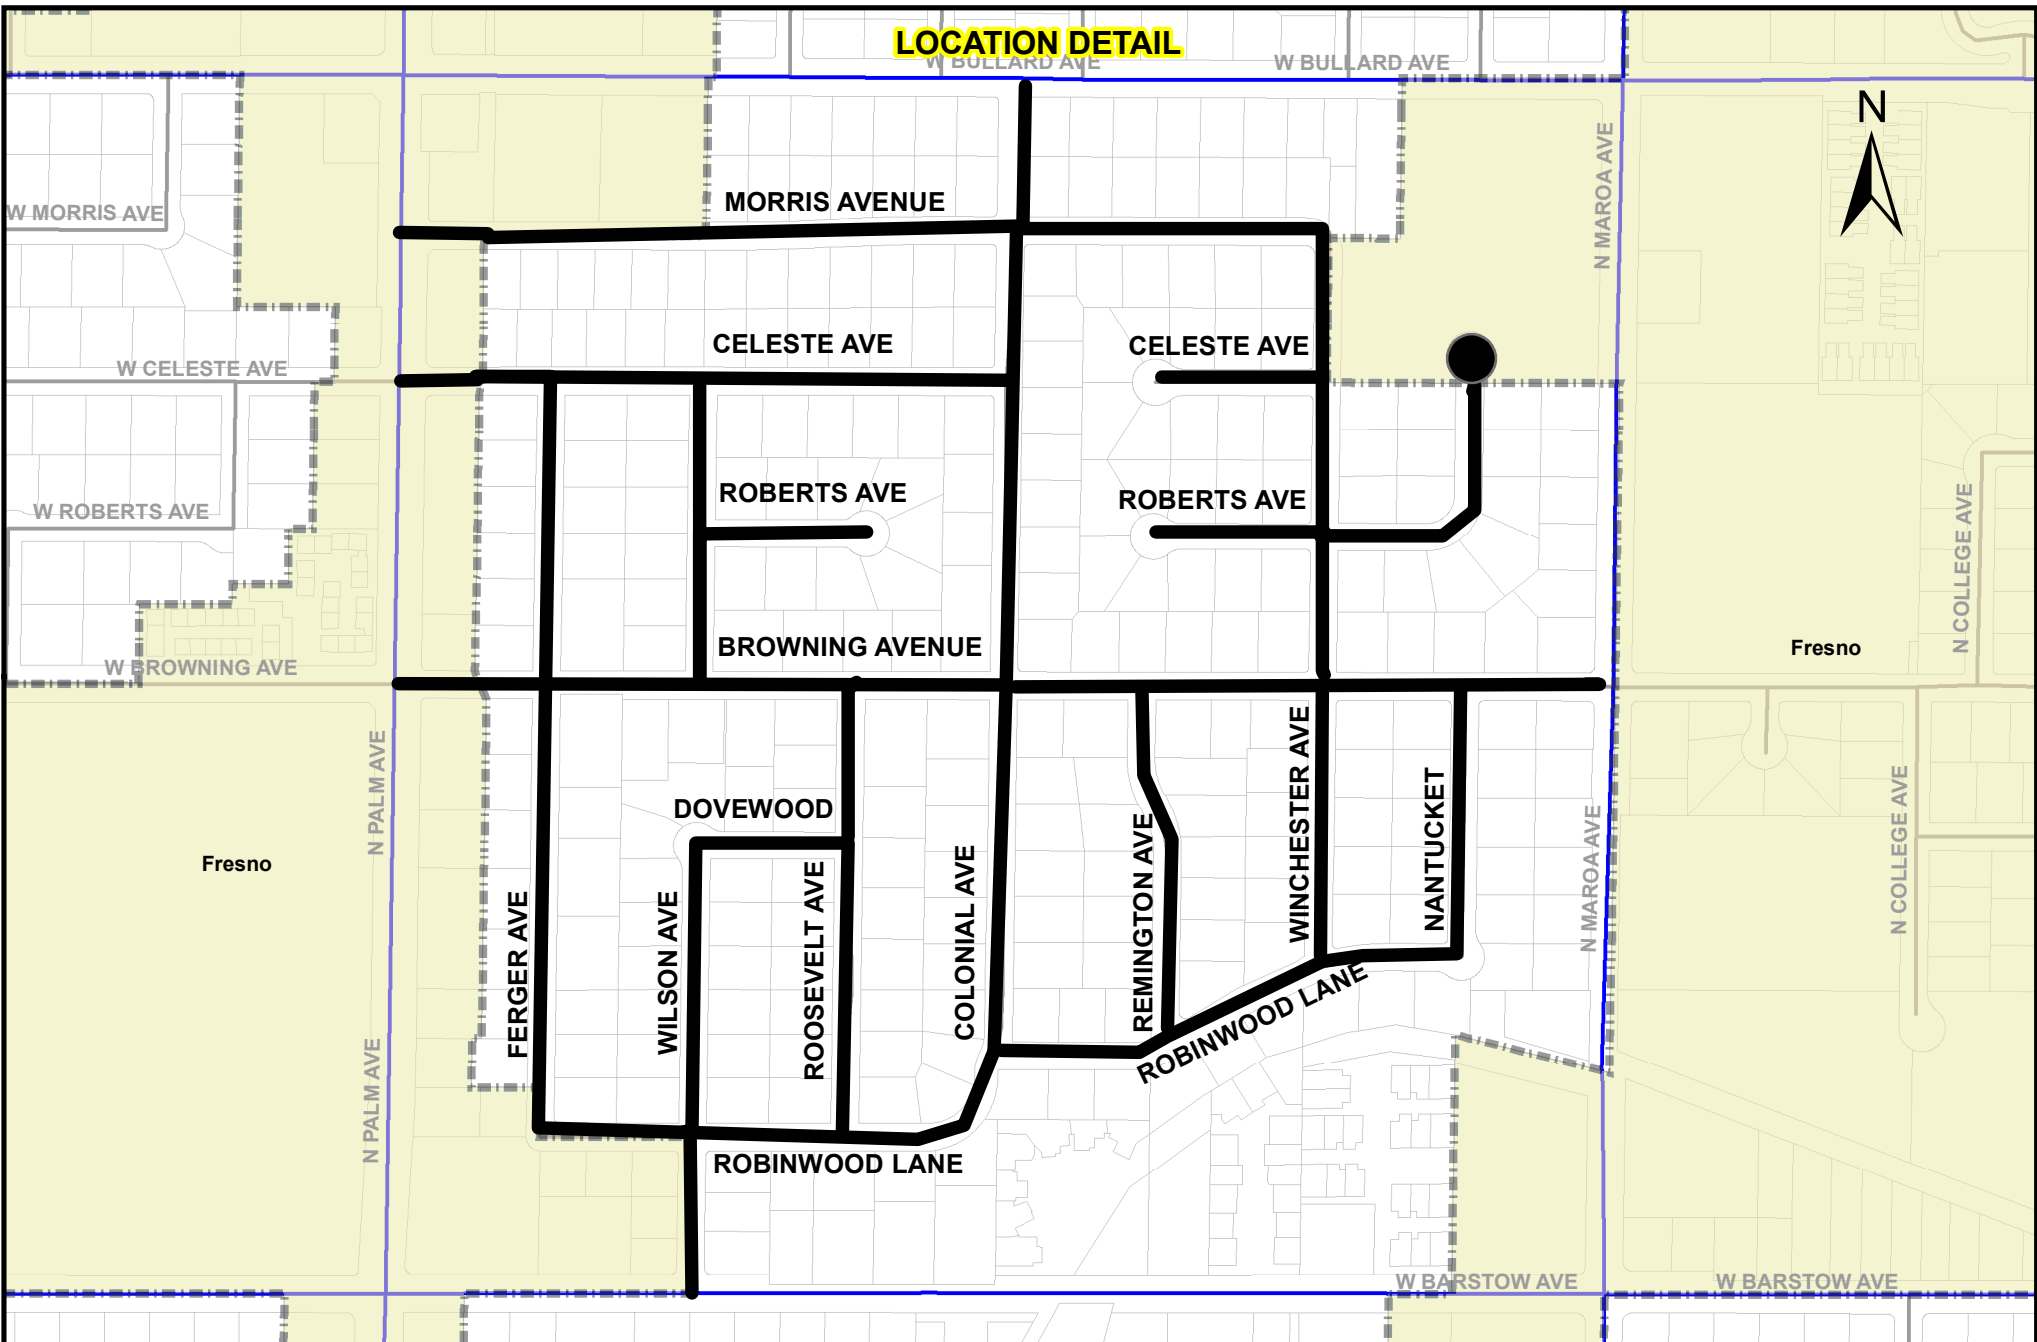 LOCATION DETAIL
W BULLARD AVE
W BULLARD AVE
N
N MAROA AVE
MORRIS AVENUE
W MORRIS AVE
CELESTE AVE
CELESTE AVE
W CELESTE AVE
ROBERTS AVE
ROBERTS AVE
W ROBERTS AVE
N COLLEGE AVE
BROWNING AVENUE
Fresno
W BROWNING AVE
N PALM AVE
WINCHESTER AVE
NANTUCKET
DOVEWOOD
N COLLEGE AVE
N MAROA AVE
REMINGTON AVE
COLONIAL AVE
Fresno
ROOSEVELT AVE
WILSON AVE
FERGER AVE
ROBINWOOD LANE
N PALM AVE
ROBINWOOD LANE
W BARSTOW AVE
W BARSTOW AVE